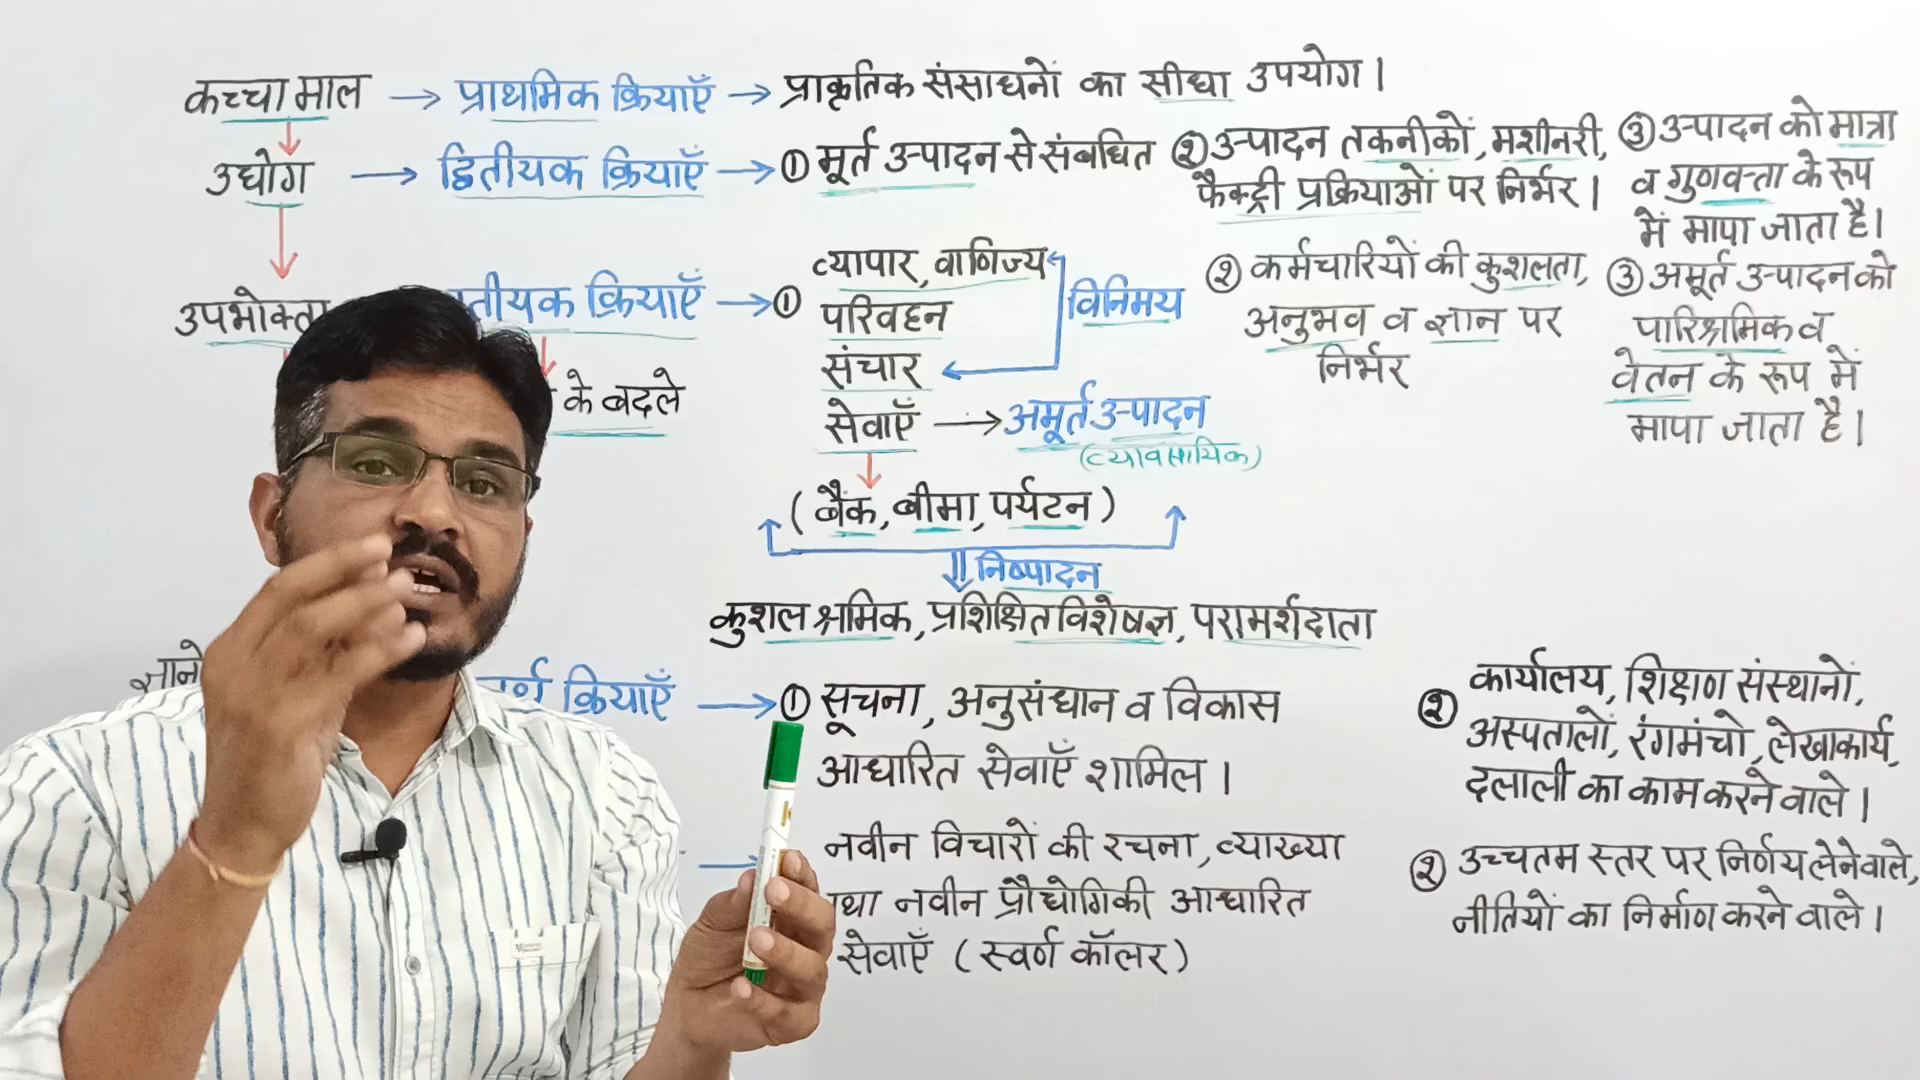 कच्चा माल → प्राथमिक क्रियाएँ → प्राकृतिक संसाधनों का सीधा उपयोग।
उद्योग → द्वितीयक क्रियाएँ → ① मूर्त उत्पादन से संबधित
② उत्पादन तकनीकों, मशीनरी,
फैक्ट्री प्रक्रियाओं पर निर्भर।
③ उत्पादन को मात्रा
व गुणवत्ता के रूप
में मापा जाता है।
उपभोक्ता तीयक क्रियाएँ → ①
व्यापार, वाणिज्य
परिवहन
संचार
विनिमय
सेवाएँ → अमूर्त उत्पादन
(व्यावसायिक)
के बदले
② कर्मचारियों की कुशलता,
अनुभव व ज्ञान पर
निर्भर
③ अमूर्त उत्पादन को
पारिश्रमिक व
वेतन के रूप में
मापा जाता है।
(बैंक, बीमा, पर्यटन)
निष्पादन
कुशल श्रमिक, प्रशिक्षित विशेषज्ञ, परामर्शदाता
क्रियाएँ → ① सूचना, अनुसंधान व विकास
आधारित सेवाएँ शामिल।
② कार्यालय, शिक्षण संस्थानों,
अस्पतालों, रंगमंचो, लेखाकार्य,
दलाली का काम करने वाले।
नवीन विचारों की रचना, व्याख्या
था नवीन प्रौद्योगिकी आधारित
सेवाएँ (स्वर्ण कॉलर)
② उच्चतम स्तर पर निर्णय लेने वाले,
नीतियों का निर्माण करने वाले।